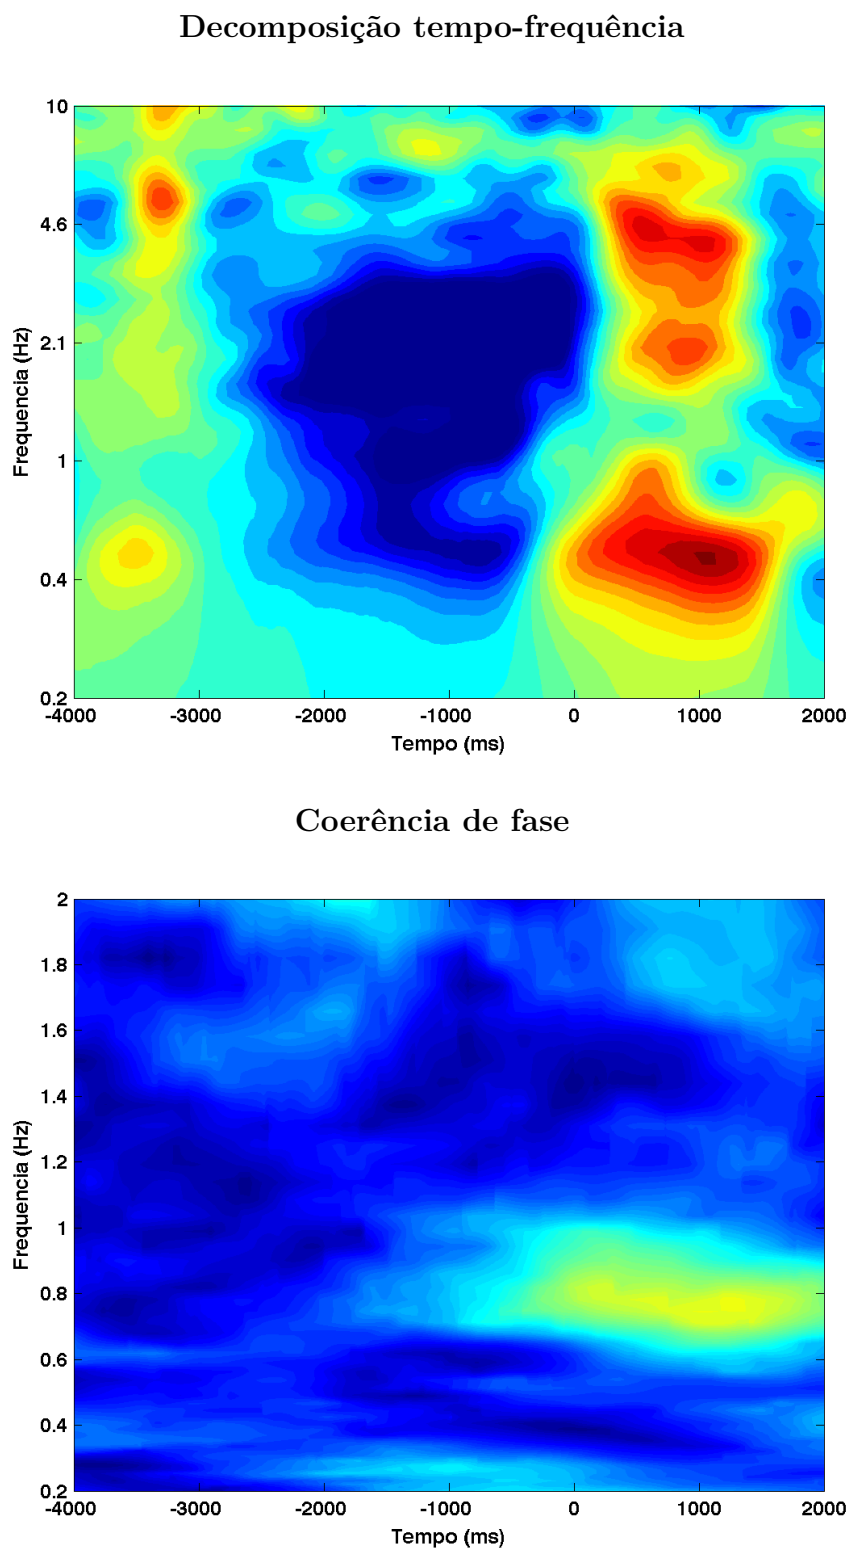 Decomposição tempo-frequência
10
4.6
2.1
1
0.4
0.2
Frequencia (Hz)
-4000 -3000 -2000 -1000 0 1000 2000
Tempo (ms)
Coerência de fase
2
1.8
1.6
1.4
1.2
1
0.8
0.6
0.4
0.2
Frequencia (Hz)
-4000 -3000 -2000 -1000 0 1000 2000
Tempo (ms)